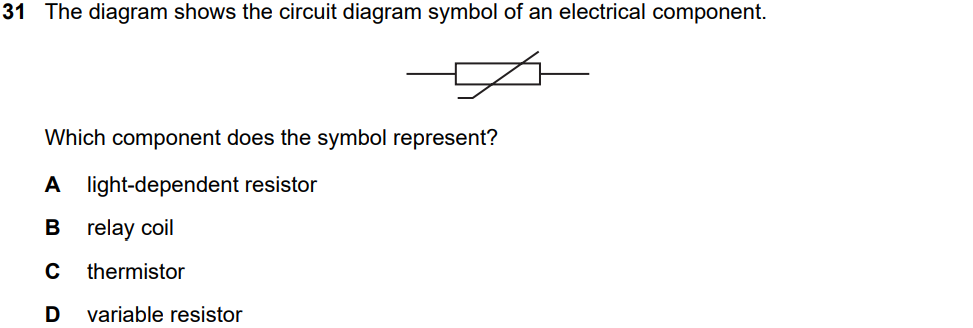 31 The diagram shows the circuit diagram symbol of an electrical component.
Which component does the symbol represent?
A light-dependent resistor
B relay coil
C thermistor
D variable resistor